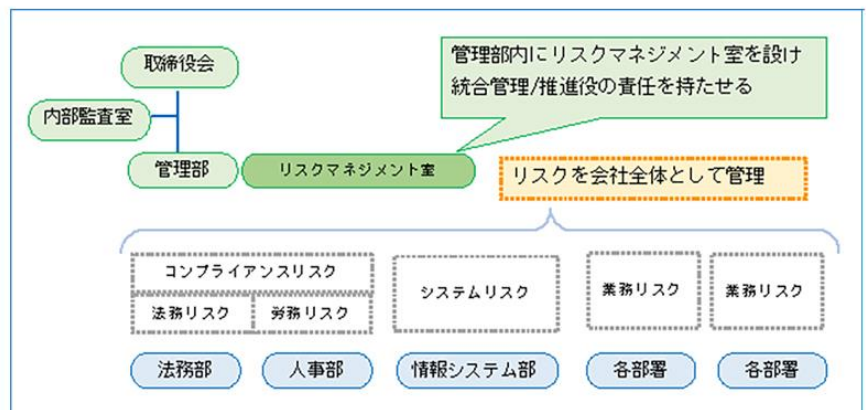 取締役会
管理部内にリスクマネジメント室を設け
統合管理/推進役の責任を持たせる
内部監査室
管理部
リスクマネジメント室
リスクを会社全体として管理
コンプライアンスリスク
法務リスク
労務リスク
システムリスク
業務リスク
業務リスク
法務部
人事部
情報システム部
各部署
各部署